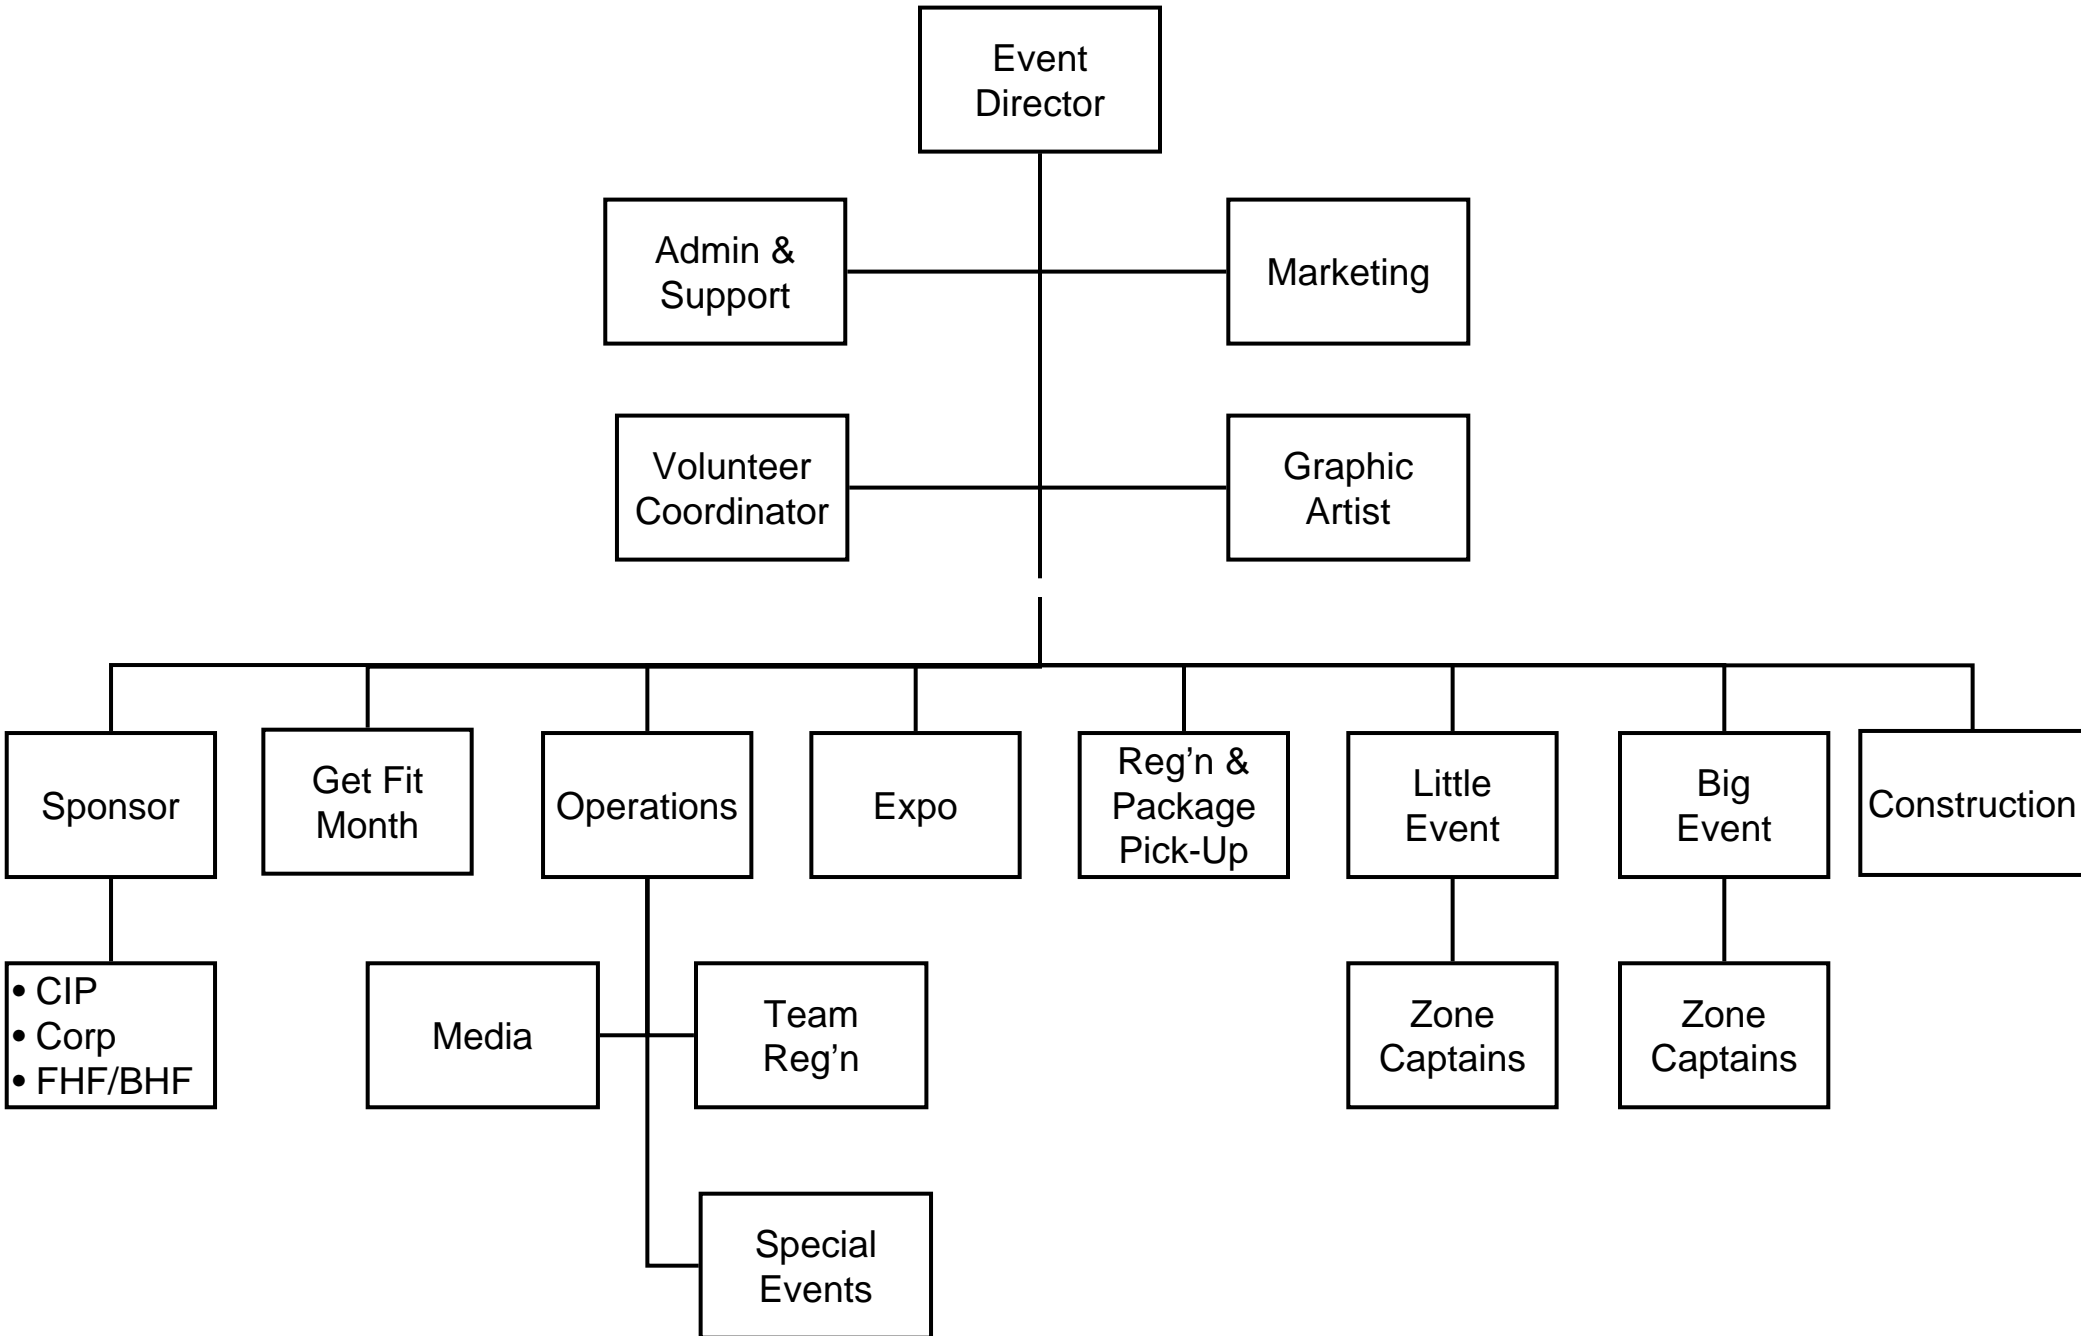 Event
Director
Admin &
Support
Marketing
Volunteer
Coordinator
Graphic
Artist
Sponsor
Get Fit
Month
Operations
Expo
Reg’n &
Package
Pick-Up
Little
Event
Big
Event
Construction
• CIP
• Corp
• FHF/BHF
Media
Team
Reg’n
Zone
Captains
Zone
Captains
Special
Events